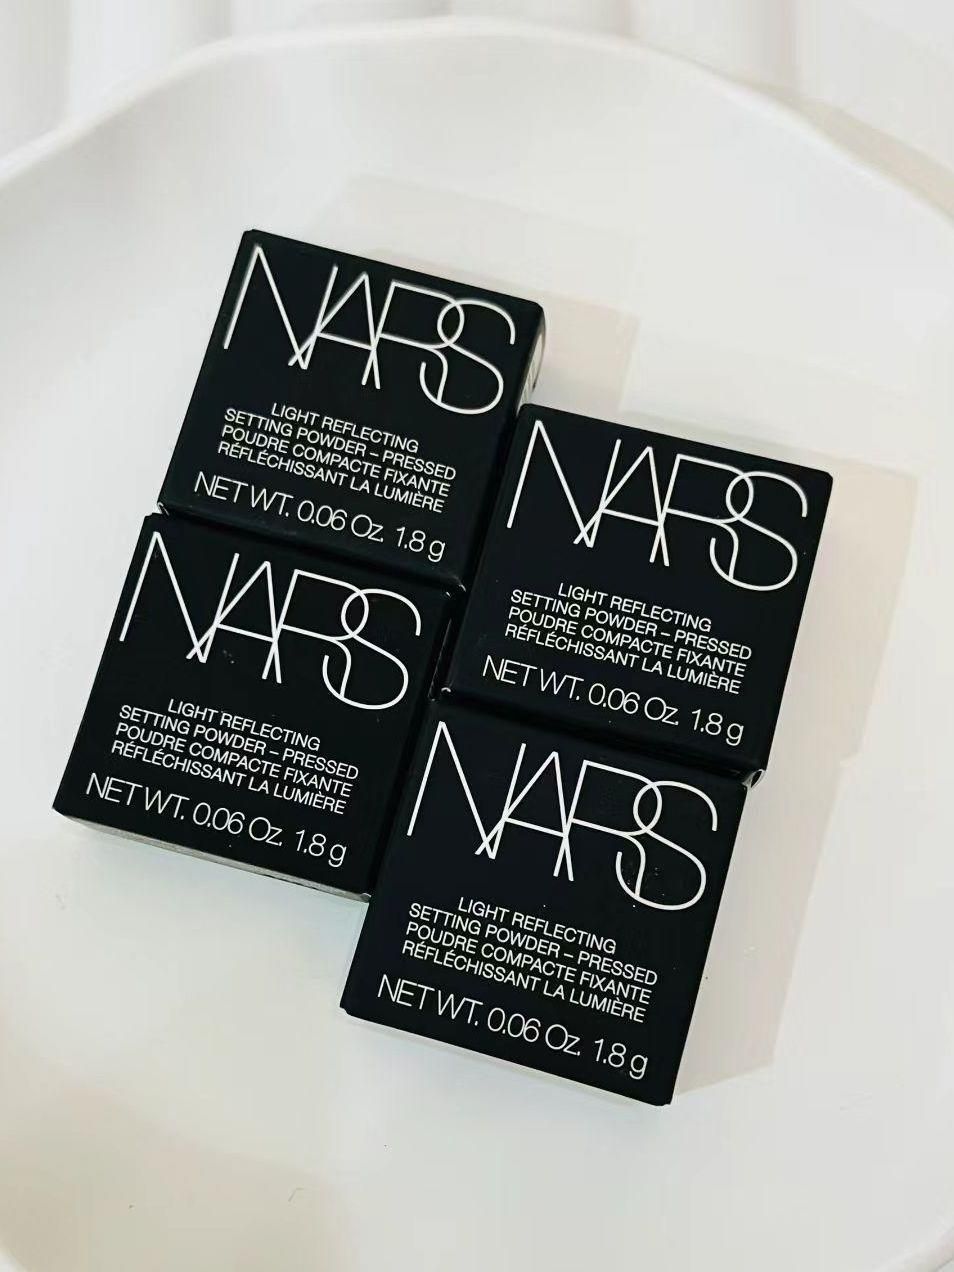 NARS
LIGHT REFLECTING
SETTING POWDER – PRESSED
POUDRE COMPACTE FIXANTE
RÉFLÉCHISSANT LA LUMIÈRE
NET WT. 0.06 Oz. 1.8 g
NARS
LIGHT REFLECTING
SETTING POWDER – PRESSED
POUDRE COMPACTE FIXANTE
RÉFLÉCHISSANT LA LUMIÈRE
NET WT. 0.06 Oz. 1.8 g
NARS
LIGHT REFLECTING
SETTING POWDER – PRESSED
POUDRE COMPACTE FIXANTE
RÉFLÉCHISSANT LA LUMIÈRE
NET WT. 0.06 Oz. 1.8 g
NARS
LIGHT REFLECTING
SETTING POWDER – PRESSED
POUDRE COMPACTE FIXANTE
RÉFLÉCHISSANT LA LUMIÈRE
NET WT. 0.06 Oz. 1.8 g